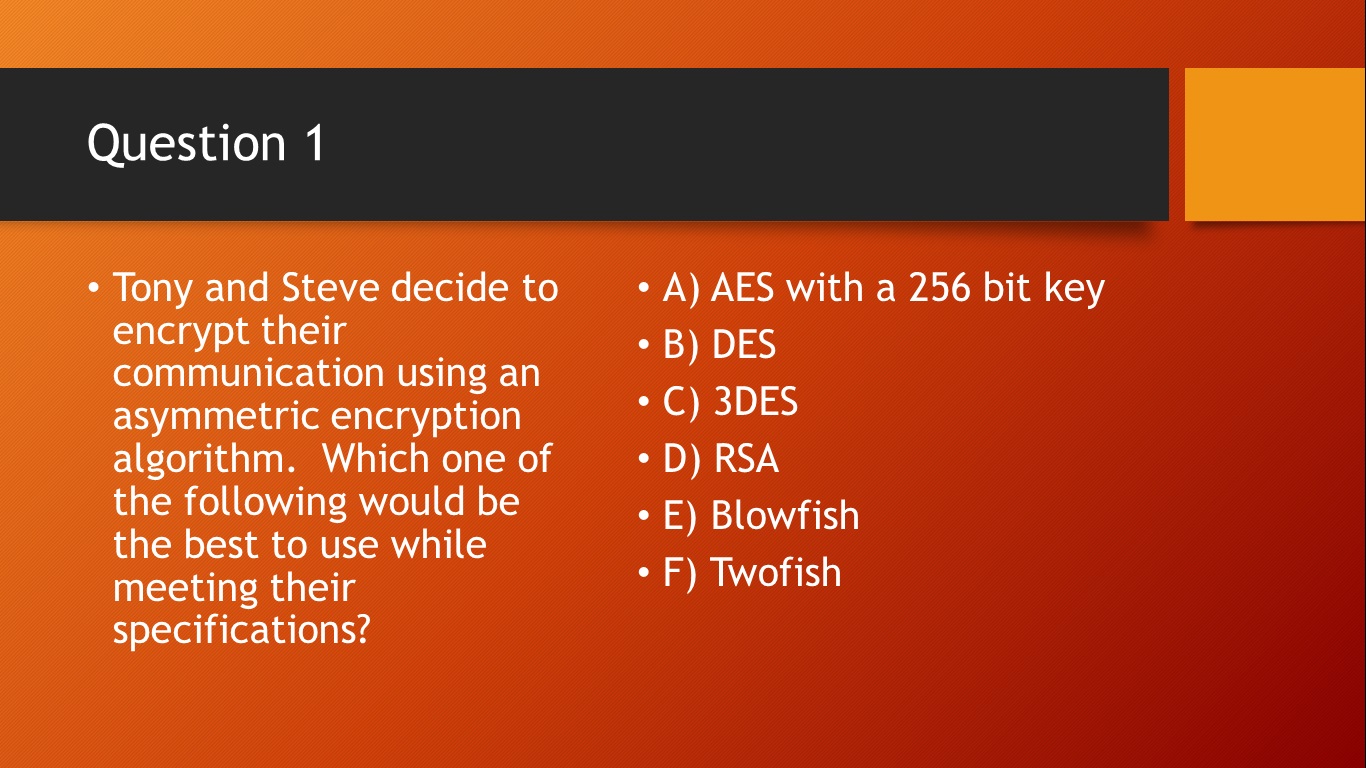 Question 1
• Tony and Steve decide to
encrypt their
communication using an
asymmetric encryption
algorithm.  Which one of
the following would be
the best to use while
meeting their
specifications?
• A) AES with a 256 bit key
• B) DES
• C) 3DES
• D) RSA
• E) Blowfish
• F) Twofish